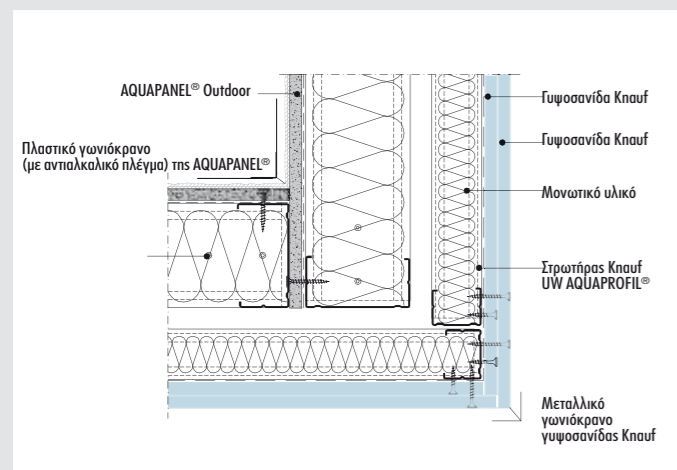 AQUAPANEL® Outdoor
Πλαστικό γωνιόκρανο
(με αντιαλκαλικό πλέγμα) της AQUAPANEL®
Γυψοσανίδα Knauf
Γυψοσανίδα Knauf
Μονωτικό υλικό
Στρωτήρας Knauf
UW AQUAPROFIL®
Μεταλλικό
γωνιόκρανο
γυψοσανίδας Knauf